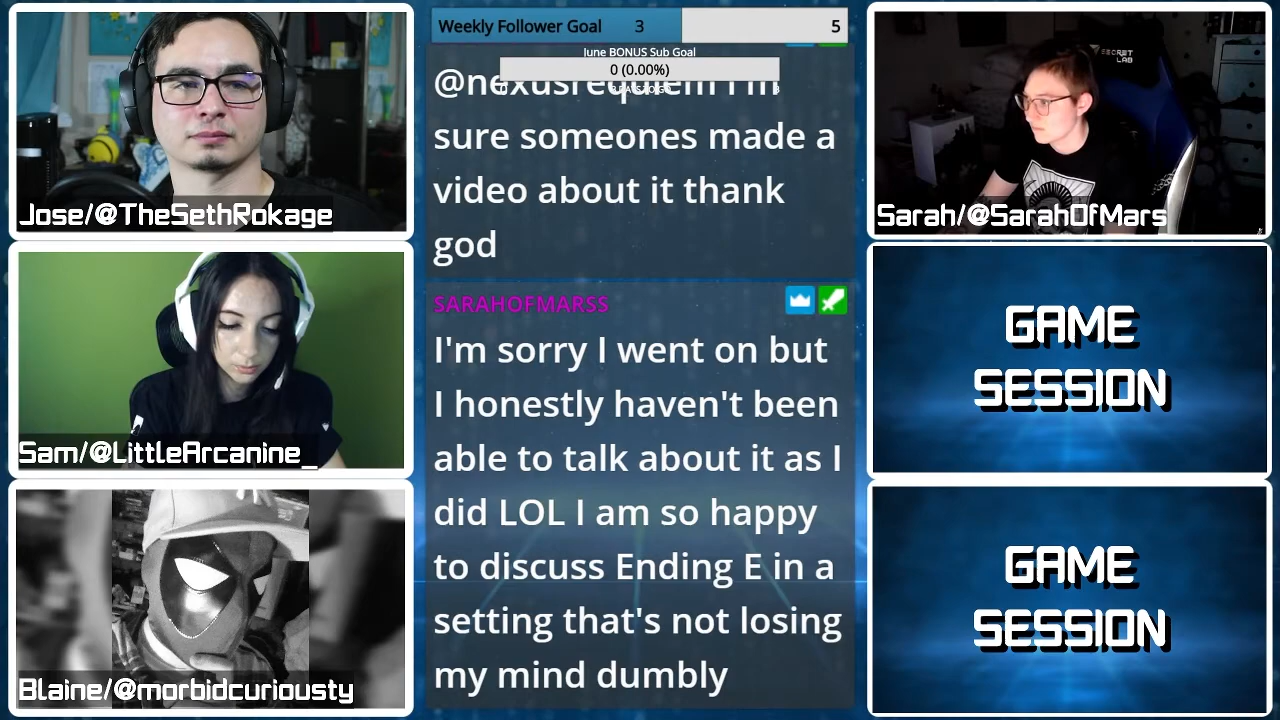 Weekly Follower Goal 3 5
June BONUS Sub Goal
0 (0.00%)
sure someones made a
video about it thank
god
SARAHOFMARSS
I'm sorry I went on but
I honestly haven't been
able to talk about it as I
did LOL I am so happy
to discuss Ending E in a
setting that's not losing
my mind dumbly
Jose/@TheSethRokage
Sam/@LittleArcanine_
Blaine/@morbidcuriousty
SECRET
LAB
Sarah/@SarahOfMars
GAME
SESSION
GAME
SESSION